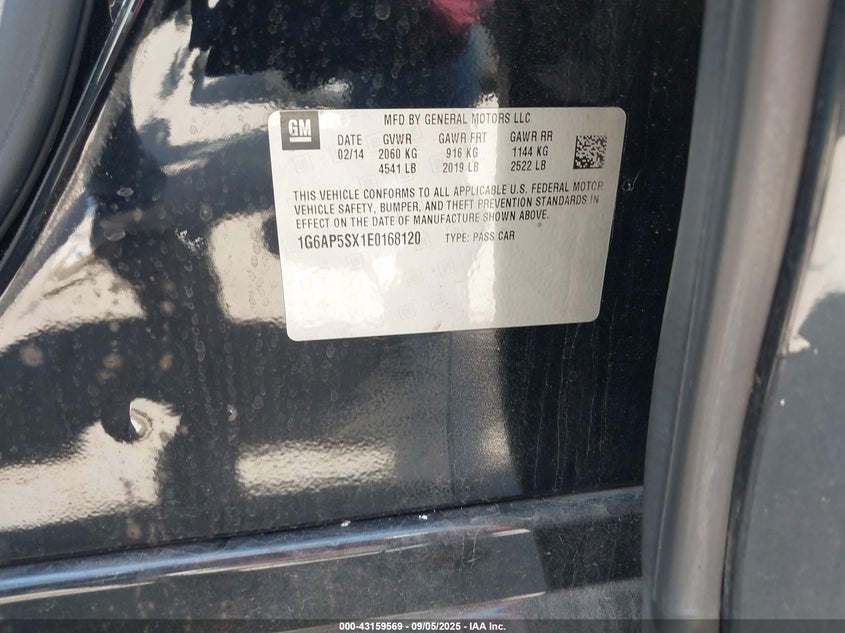 GM
MFD BY GENERAL MOTORS LLC
DATE GVWR GAWR FRT GAWR RR
02/14 2060 KG 916 KG 1144 KG
4541 LB 2019 LB 2522 LB
THIS VEHICLE CONFORMS TO ALL APPLICABLE U.S. FEDERAL MOTOR
VEHICLE SAFETY, BUMPER, AND THEFT PREVENTION STANDARDS IN
EFFECT ON THE DATE OF MANUFACTURE SHOWN ABOVE.
1G6AP5SX1E0168120 TYPE: PASS CAR
000-43159569 - 09/05/2025 - IAA Inc.